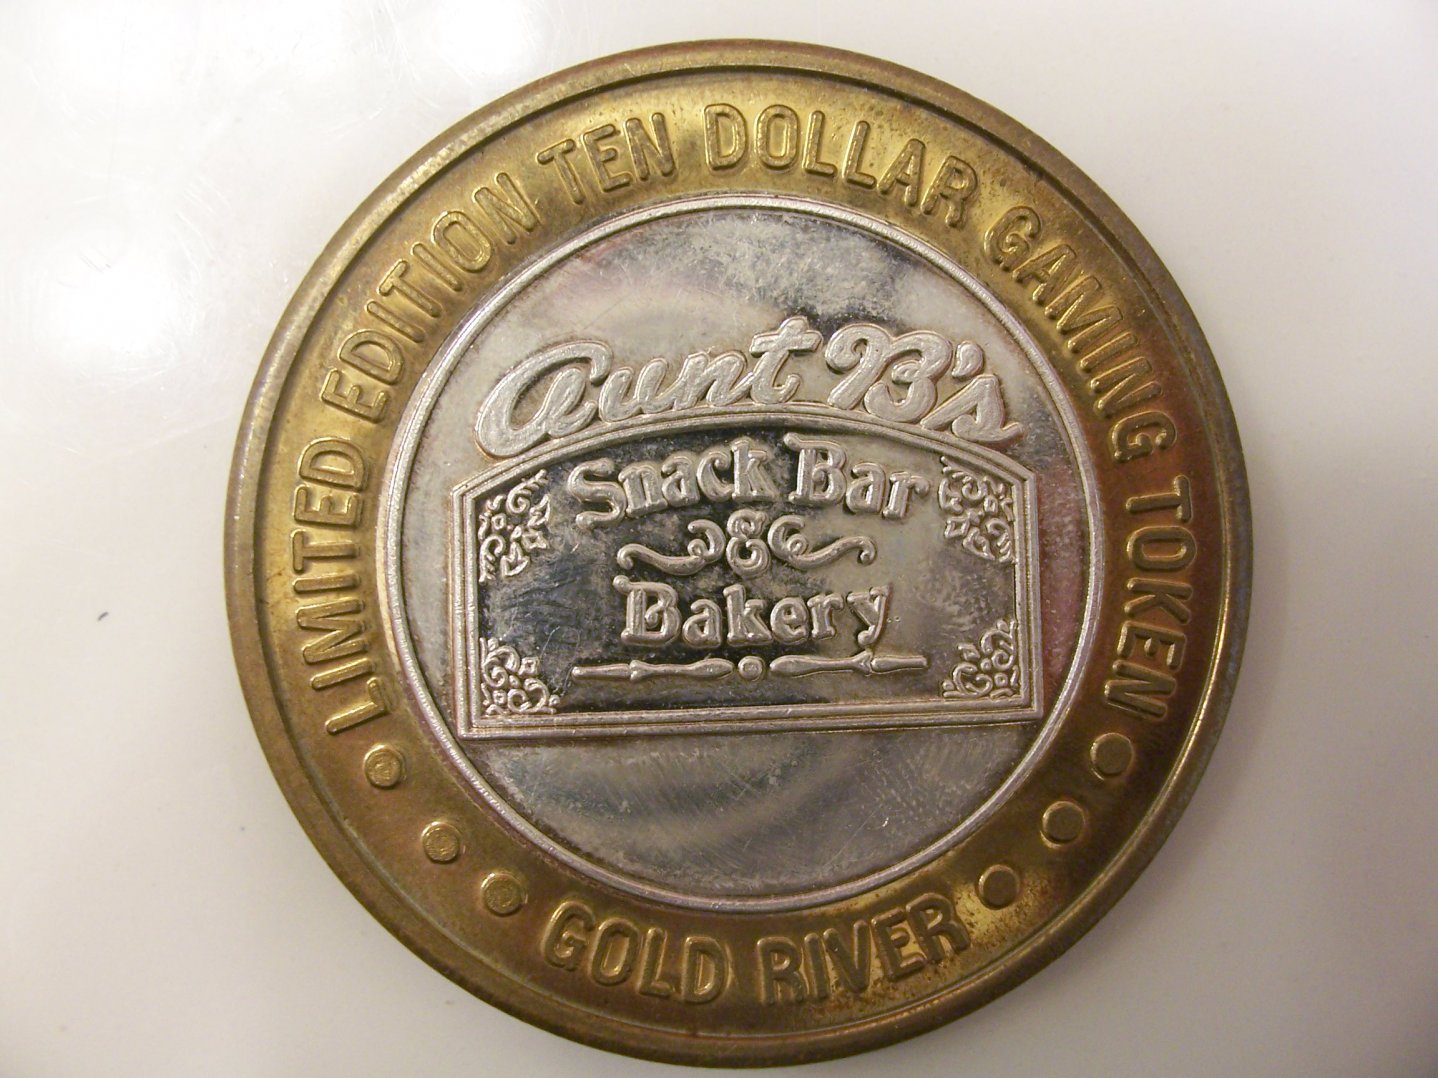 LIMITED EDITION TEN DOLLAR GAMING TOKEN
Aunt B's
Snack Bar
&
Bakery
• • • GOLD RIVER • • •